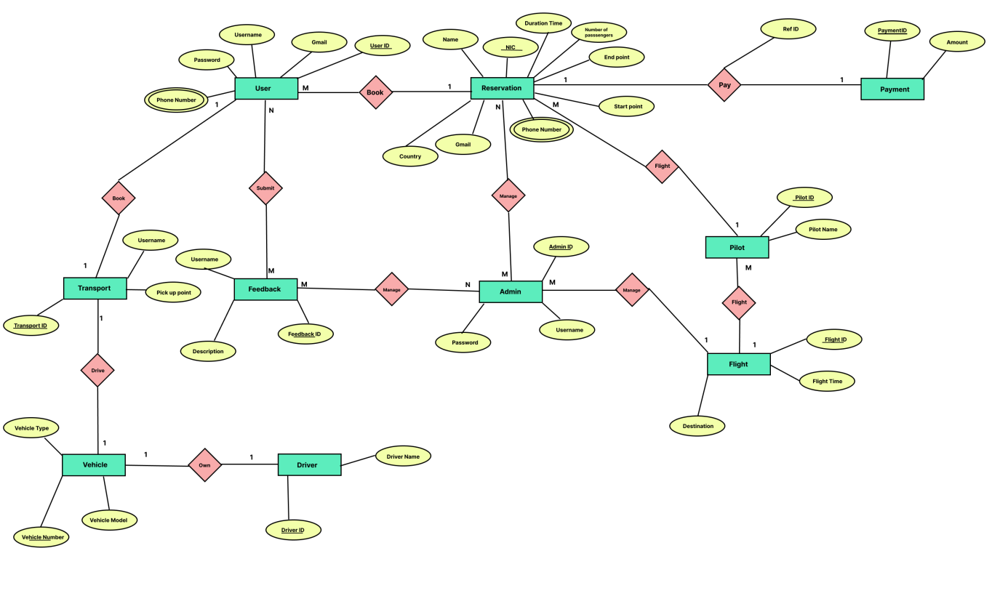 Duration Time
Ref ID
Username
Number of
passsengers
PaymentID
Name
Gmail
User ID
NIC
Amount
Password
End point
User
M
Book
1
Reservation
1
Pay
1
Payment
Phone Number
1
N
N
M
Start point
Phone Number
Gmail
Country
Flight
Book
Submit
Manage
Pilot ID
1
Pilot Name
Username
Admin ID
Pilot
Username
1
M
M
M
M
Transport
Pick up point
Feedback
M
Manage
N
Admin
Manage
Flight
1
Transport ID
Feedback ID
Username
1
1
Flight ID
Password
Description
Flight
Drive
Flight Time
Vehicle Type
Destination
1
1
1
Driver Name
Vehicle
Own
Driver
Vehicle Model
Driver ID
Vehicle Number